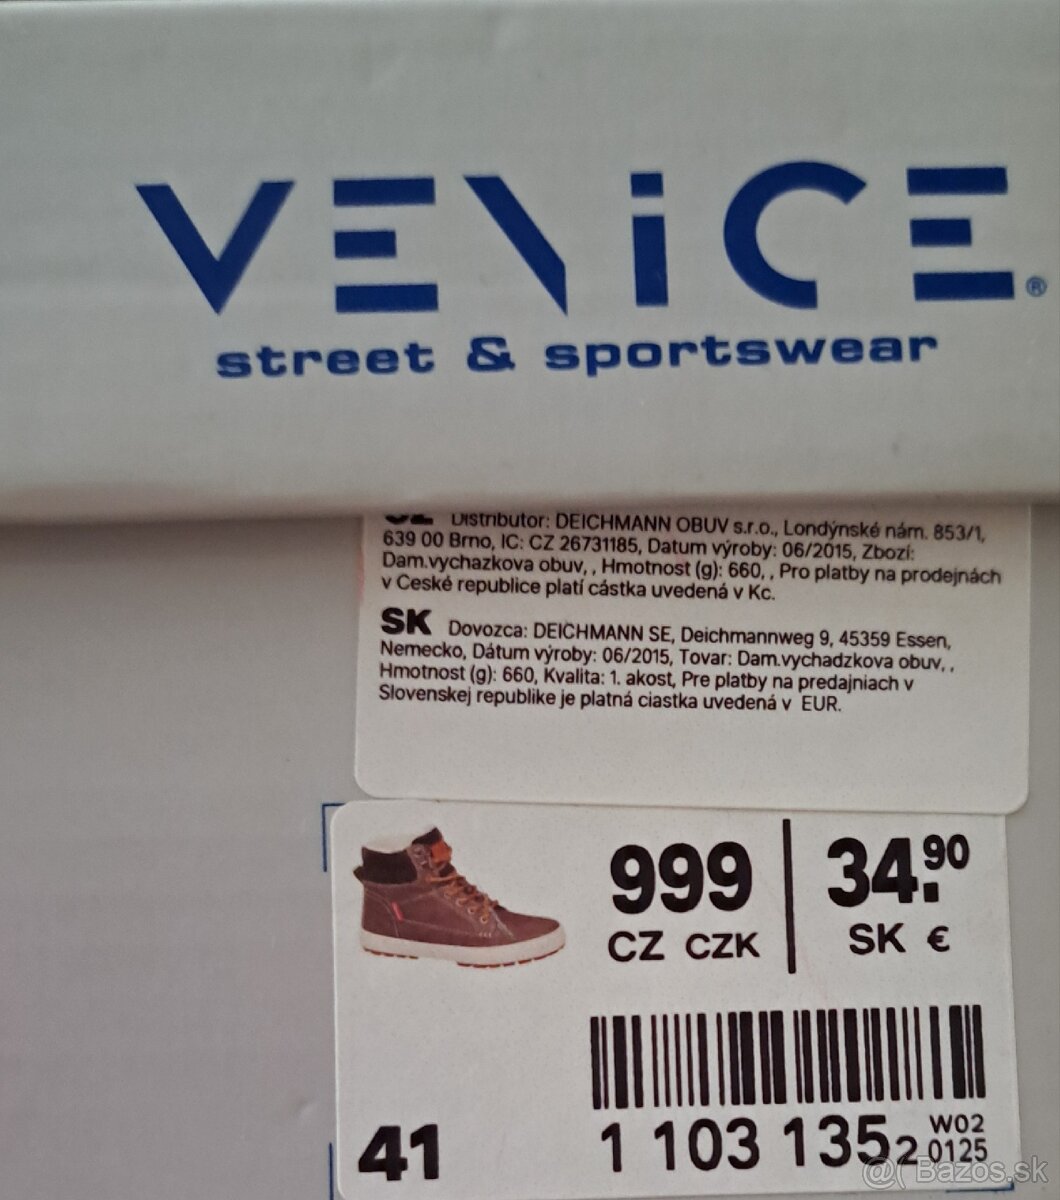 VENiCE®
street & sportswear
CZ Distributor: DEICHMANN OBUV s.r.o., Londýnské nám. 853/1,
639 00 Brno, IC: CZ 26731185, Datum výroby: 06/2015, Zbozí:
Dam.vychazkova obuv, , Hmotnost (g): 660, , Pro platby na prodejnách
v Ceské republice platí cástka uvedená v Kc.
SK Dovozca: DEICHMANN SE, Deichmannweg 9, 45359 Essen,
Nemecko, Dátum výroby: 06/2015, Tovar: Dam.vychadzkova obuv, ,
Hmotnost (g): 660, Kvalita: 1. akost, Pre platby na predajniach v
Slovenskej republike je platná ciastka uvedená v EUR.
999 34.90
CZ CZK SK €
41
1 103 135 2 W02
0125
@( Bazos.sk